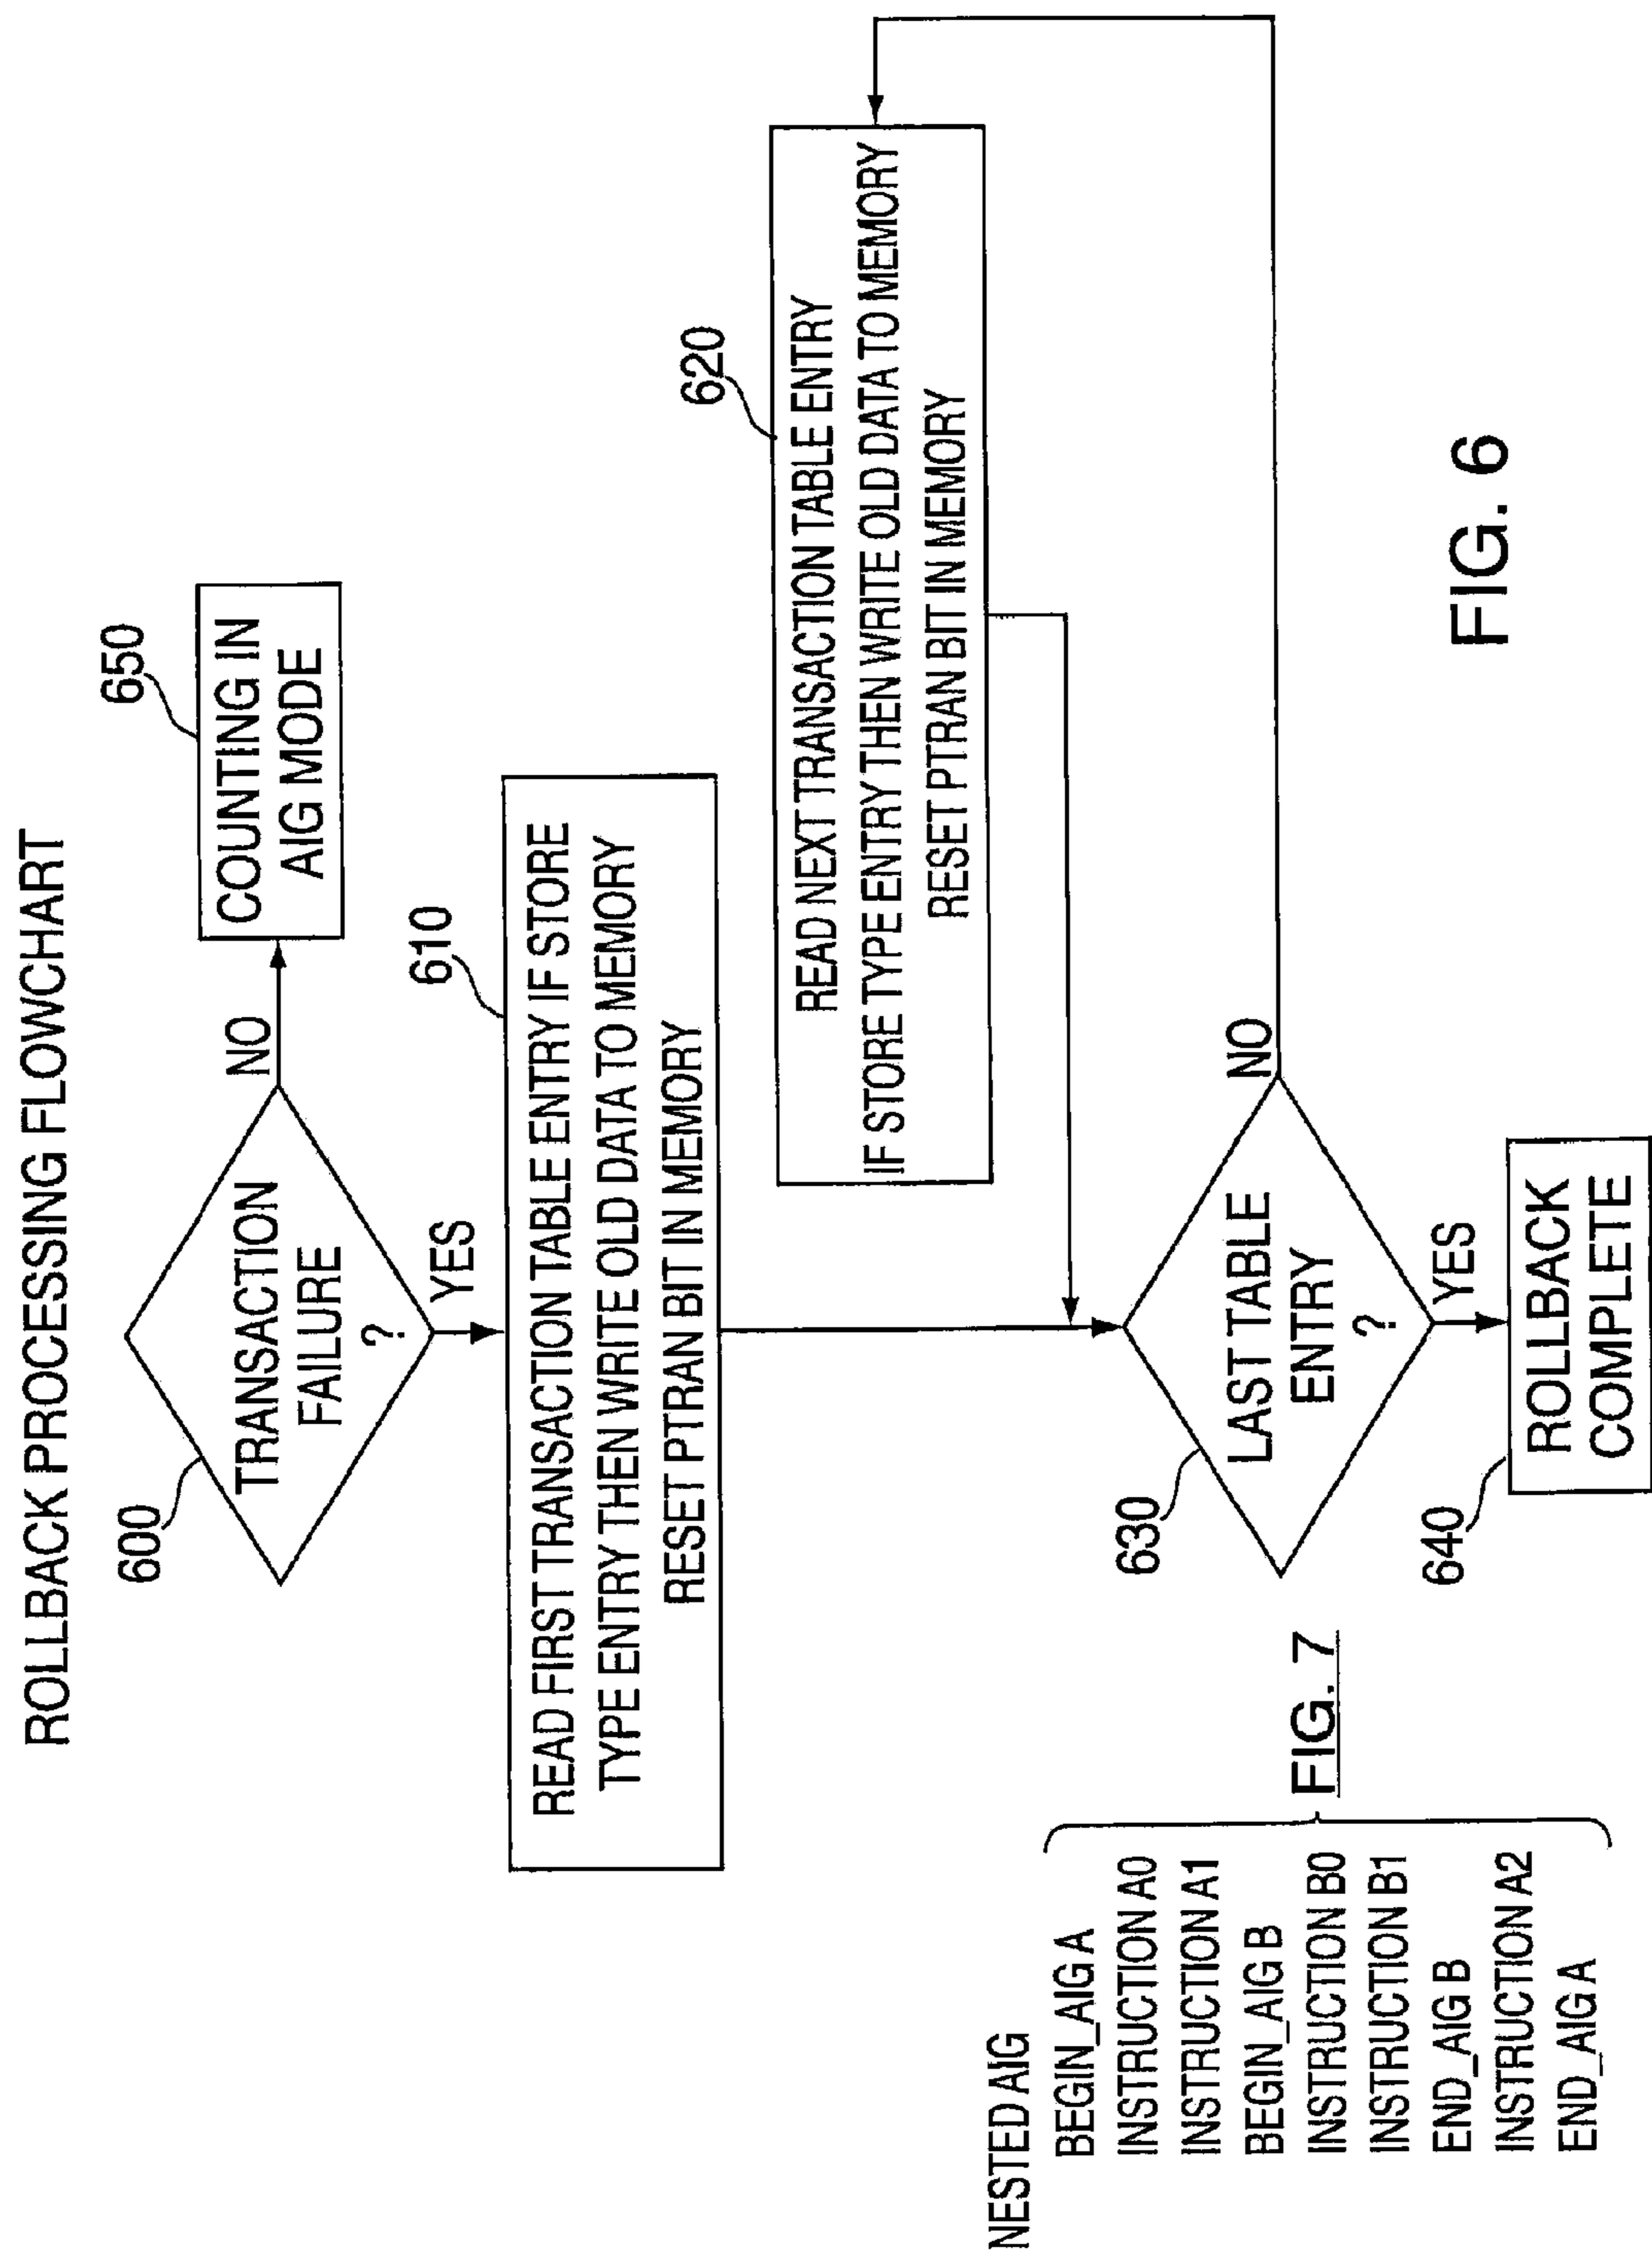 ROLLBACK PROCESSING FLOWCHART
600
TRANSACTION
FAILURE
?
NO
650
COUNTING IN
AIG MODE
YES
610
READ FIRST TRANSACTION TABLE ENTRY IF STORE
TYPE ENTRY THEN WRITE OLD DATA TO MEMORY
RESET PTRAN BIT IN MEMORY
620
READ NEXT TRANSACTION TABLE ENTRY
IF STORE TYPE ENTRY THEN WRITE OLD DATA TO MEMORY
RESET PTRAN BIT IN MEMORY
630
LAST TABLE
ENTRY
?
NO
YES
640
ROLLBACK
COMPLETE
FIG. 6
NESTED AIG
BEGIN_AIG A
INSTRUCTION A0
INSTRUCTION A1
BEGIN_AIG B
INSTRUCTION B0
INSTRUCTION B1
END_AIG B
INSTRUCTION A2
END_AIG A
FIG. 7